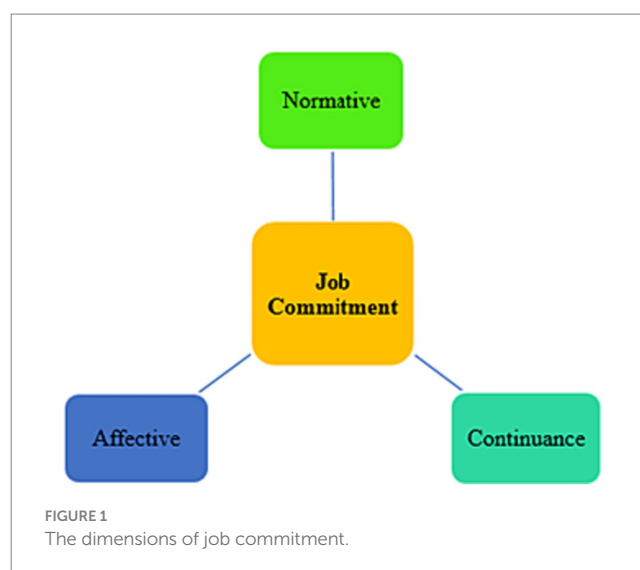 Normative
Job
Commitment
Affective
Continuance
FIGURE 1
The dimensions of job commitment.